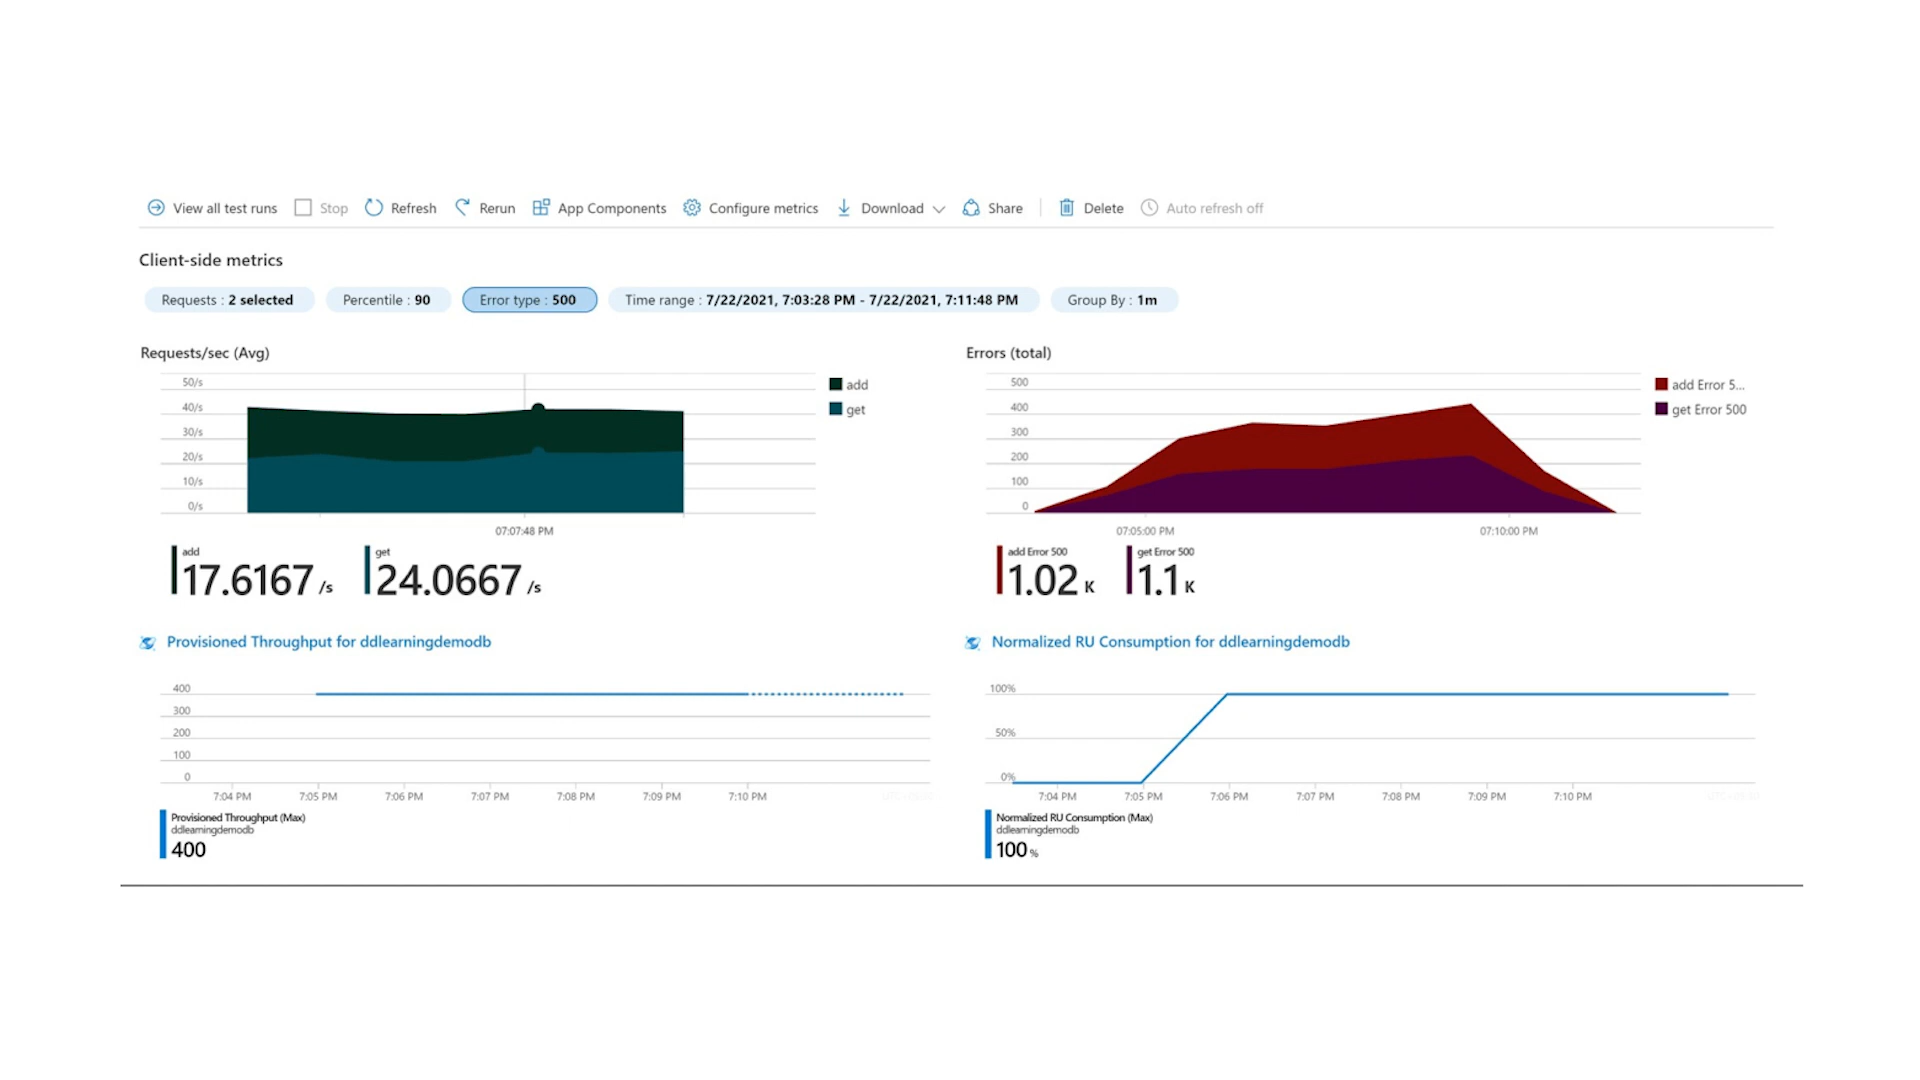 View all test runs Stop Refresh Rerun App Components Configure metrics Download Share Delete Auto refresh off
Client-side metrics
Requests : 2 selected Percentile : 90 Error type : 500 Time range : 7/22/2021, 7:03:28 PM - 7/22/2021, 7:11:48 PM Group By : 1m
Requests/sec (Avg)
50/s
40/s
30/s
20/s
10/s
0/s
07:07:48 PM
add
get
add
17.6167 /s
get
24.0667 /s
Errors (total)
500
400
300
200
100
0
07:05:00 PM 07:10:00 PM
add Error 5...
get Error 500
add Error 500
1.02 K
get Error 500
1.1 K
Provisioned Throughput for ddlearningdemodb
400
300
200
100
0
7:04 PM 7:05 PM 7:06 PM 7:07 PM 7:08 PM 7:09 PM 7:10 PM
Provisioned Throughput (Max)
ddlearningdemodb
400
Normalized RU Consumption for ddlearningdemodb
100%
50%
0%
7:04 PM 7:05 PM 7:06 PM 7:07 PM 7:08 PM 7:09 PM 7:10 PM
Normalized RU Consumption (Max)
ddlearningdemodb
100 %